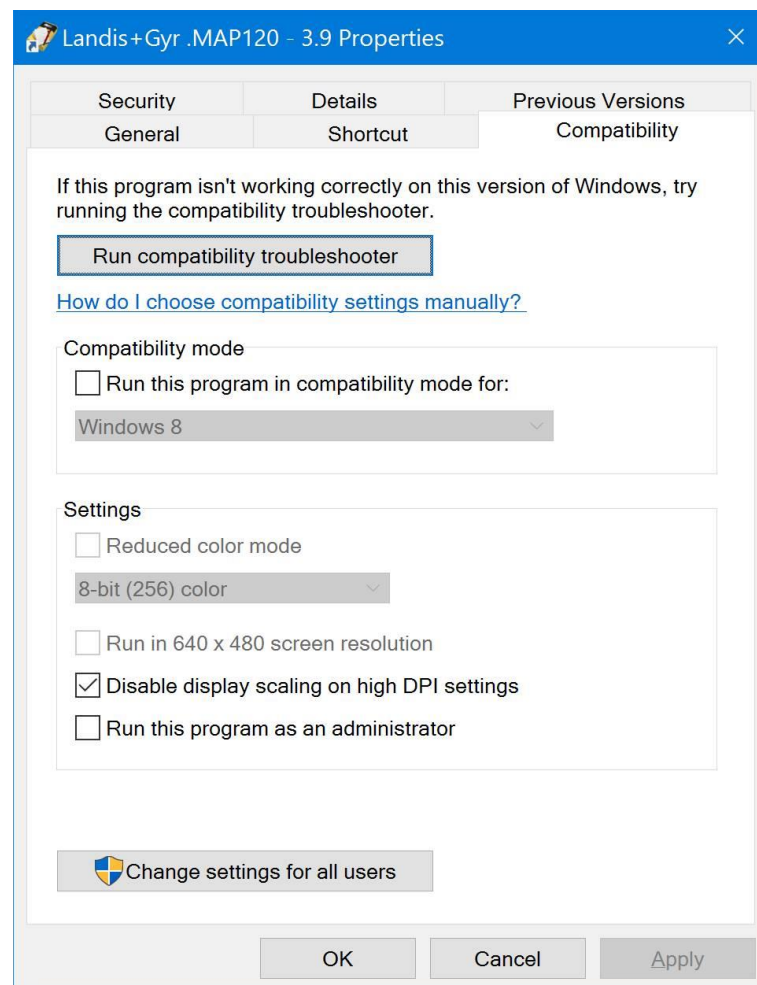 Landis+Gyr .MAP120 - 3.9 Properties
Security Details Previous Versions
General Shortcut Compatibility
If this program isn't working correctly on this version of Windows, try
running the compatibility troubleshooter.
Run compatibility troubleshooter
How do I choose compatibility settings manually?
Compatibility mode
Run this program in compatibility mode for:
Windows 8
Settings
Reduced color mode
8-bit (256) color
Run in 640 x 480 screen resolution
Disable display scaling on high DPI settings
Run this program as an administrator
Change settings for all users
OK Cancel Apply